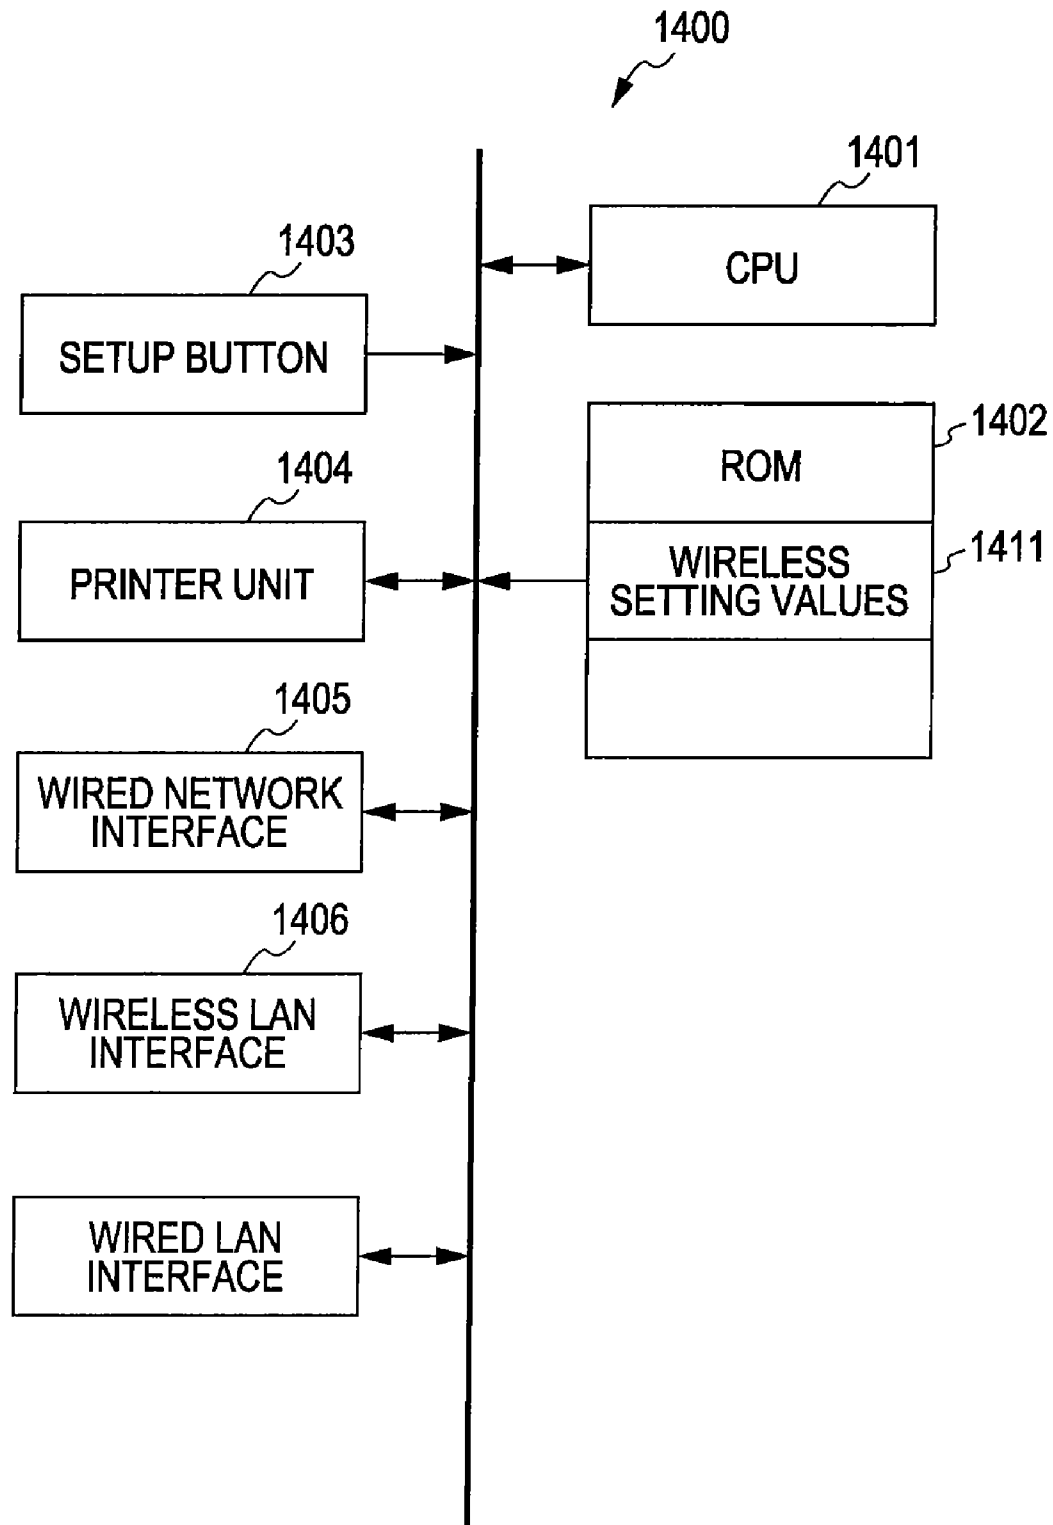 1400
1401
CPU
1403
SETUP BUTTON
1402
ROM
1404
PRINTER UNIT
1411
WIRELESS
SETTING VALUES
1405
WIRED NETWORK
INTERFACE
1406
WIRELESS LAN
INTERFACE
WIRED LAN
INTERFACE